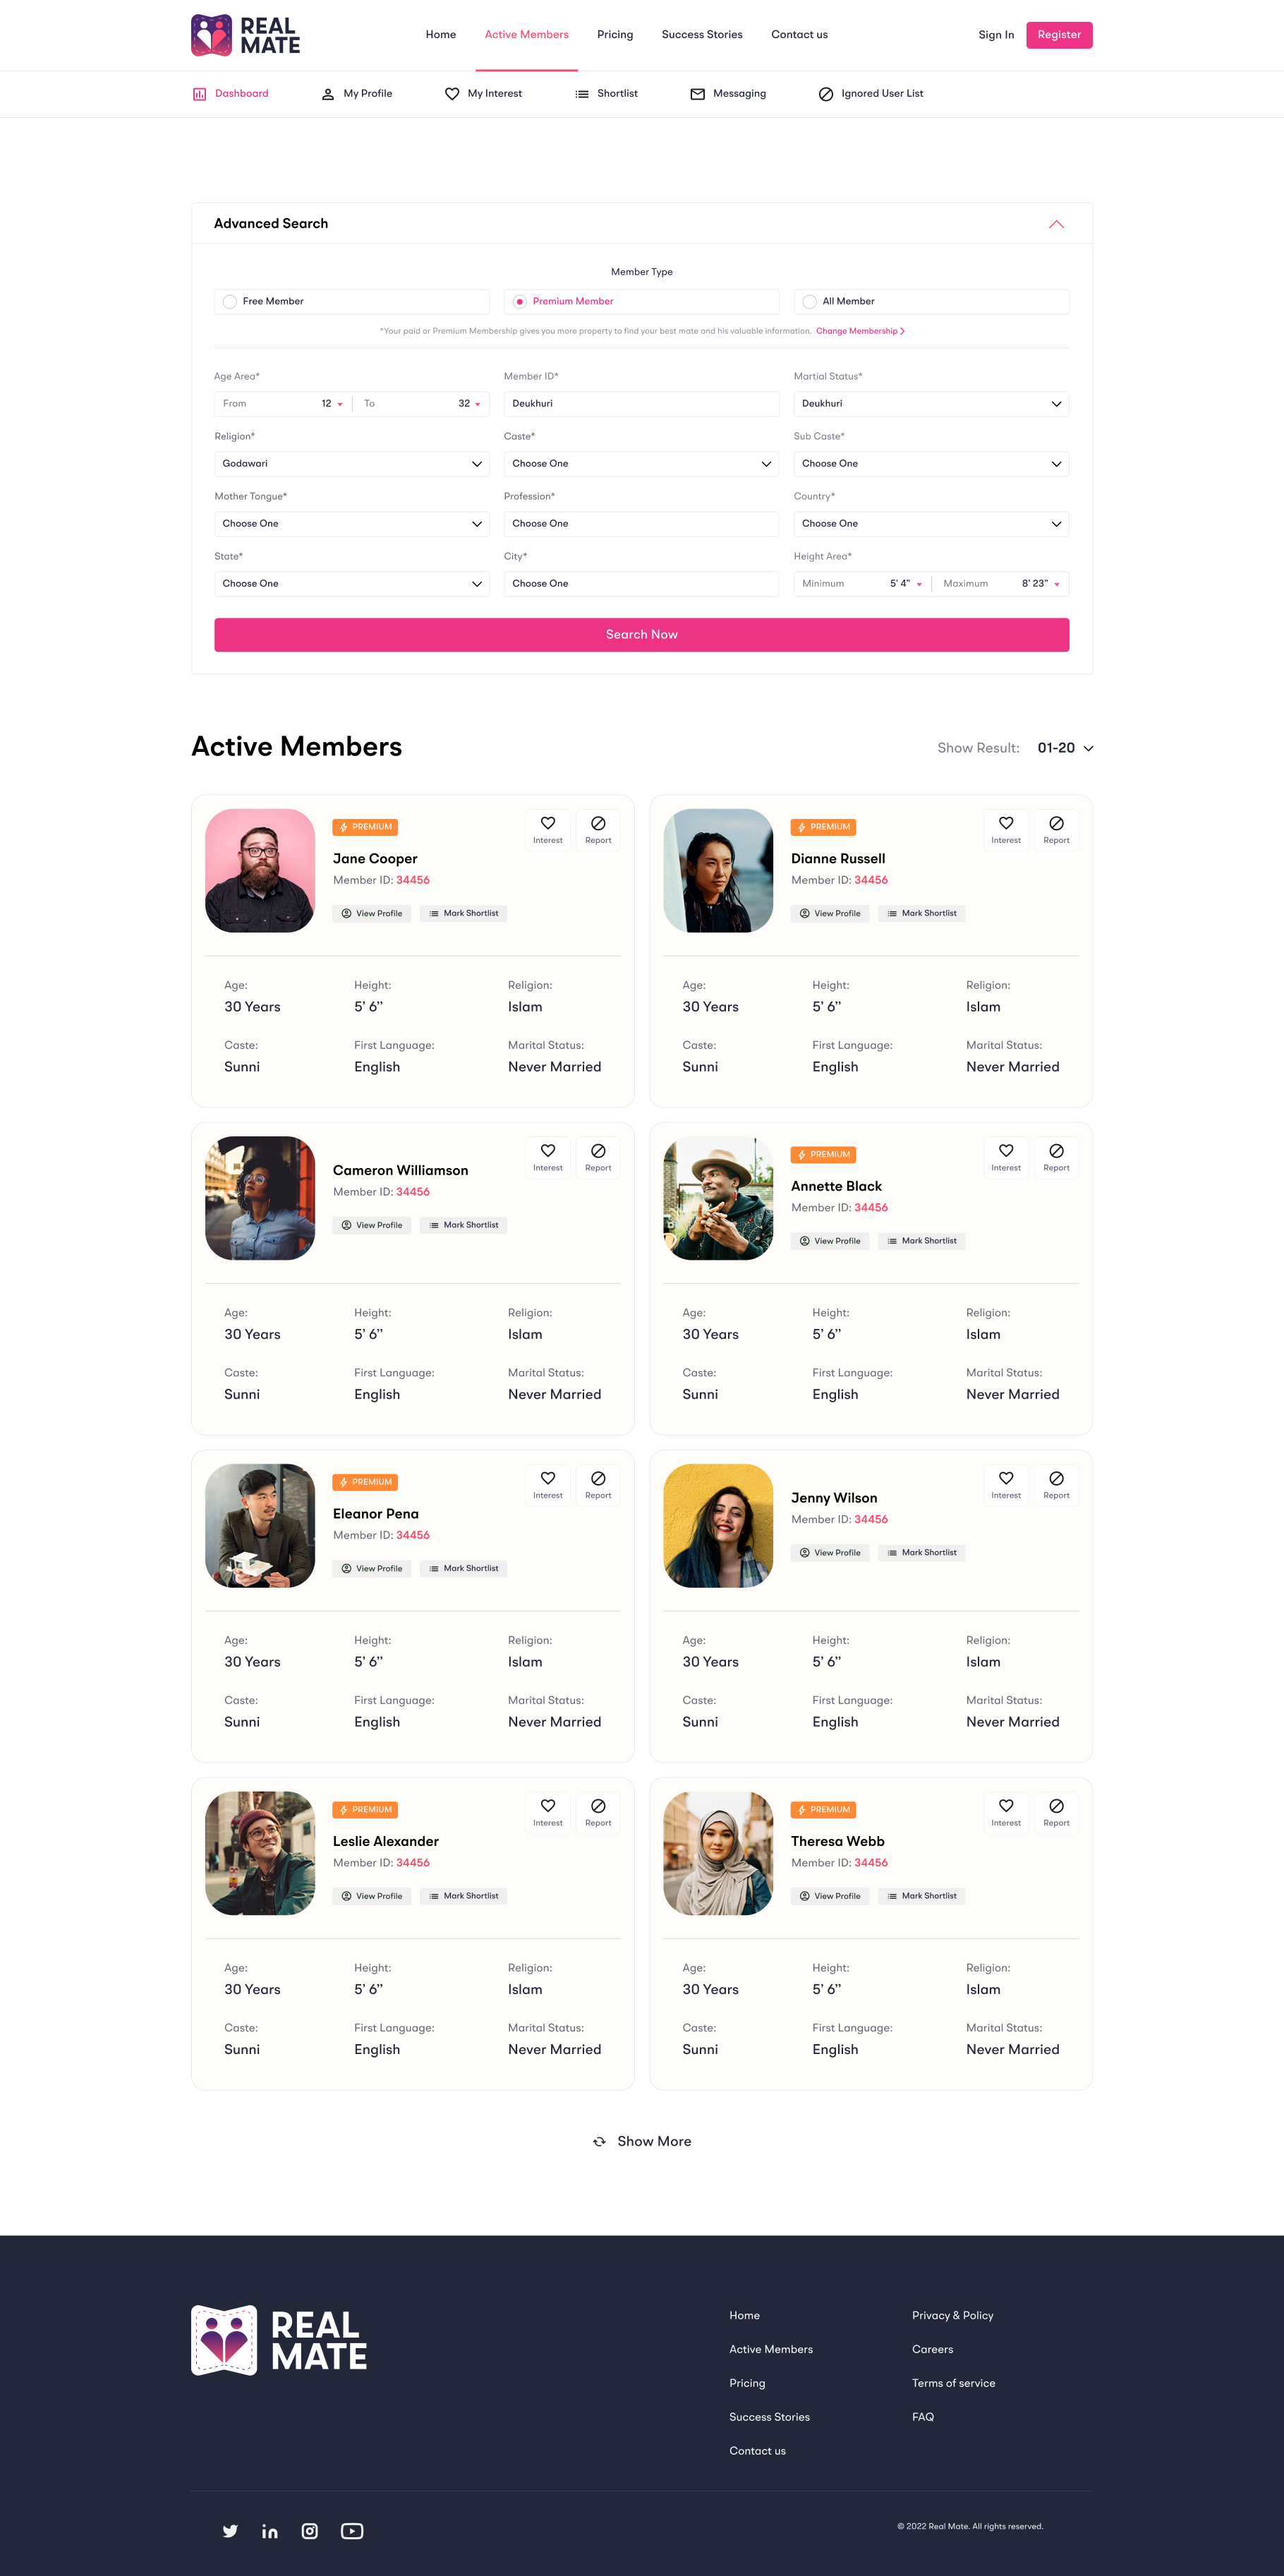 REAL
MATE
Home Active Members Pricing Success Stories Contact us
Sign In Register
Dashboard My Profile My Interest Shortlist Messaging Ignored User List
Advanced Search
Member Type
Free Member Premium Member All Member
*Your paid or Premium Membership gives you more property to find your best mate and his valuable information. Change Membership
Age Area* Member ID* Martial Status*
From 12 To 32 Deukhuri Deukhuri
Religion* Caste* Sub Caste*
Godawari Choose One Choose One
Mother Tongue* Profession* Country*
Choose One Choose One Choose One
State* City* Height Area*
Choose One Choose One Minimum 5' 4" Maximum 8' 23"
Search Now
Active Members
Show Result: 01-20
PREMIUM
Interest Report
Jane Cooper
Member ID: 34456
View Profile Mark Shortlist
Age: Height: Religion:
30 Years 5’ 6’’ Islam
Caste: First Language: Marital Status:
Sunni English Never Married
PREMIUM
Interest Report
Dianne Russell
Member ID: 34456
View Profile Mark Shortlist
Age: Height: Religion:
30 Years 5’ 6’’ Islam
Caste: First Language: Marital Status:
Sunni English Never Married
Interest Report
Cameron Williamson
Member ID: 34456
View Profile Mark Shortlist
Age: Height: Religion:
30 Years 5’ 6’’ Islam
Caste: First Language: Marital Status:
Sunni English Never Married
PREMIUM
Interest Report
Annette Black
Member ID: 34456
View Profile Mark Shortlist
Age: Height: Religion:
30 Years 5’ 6’’ Islam
Caste: First Language: Marital Status:
Sunni English Never Married
PREMIUM
Interest Report
Eleanor Pena
Member ID: 34456
View Profile Mark Shortlist
Age: Height: Religion:
30 Years 5’ 6’’ Islam
Caste: First Language: Marital Status:
Sunni English Never Married
Interest Report
Jenny Wilson
Member ID: 34456
View Profile Mark Shortlist
Age: Height: Religion:
30 Years 5’ 6’’ Islam
Caste: First Language: Marital Status:
Sunni English Never Married
PREMIUM
Interest Report
Leslie Alexander
Member ID: 34456
View Profile Mark Shortlist
Age: Height: Religion:
30 Years 5’ 6’’ Islam
Caste: First Language: Marital Status:
Sunni English Never Married
PREMIUM
Interest Report
Theresa Webb
Member ID: 34456
View Profile Mark Shortlist
Age: Height: Religion:
30 Years 5’ 6’’ Islam
Caste: First Language: Marital Status:
Sunni English Never Married
Show More
REAL
MATE
Home Privacy & Policy
Active Members Careers
Pricing Terms of service
Success Stories FAQ
Contact us
© 2022 Real Mate. All rights reserved.